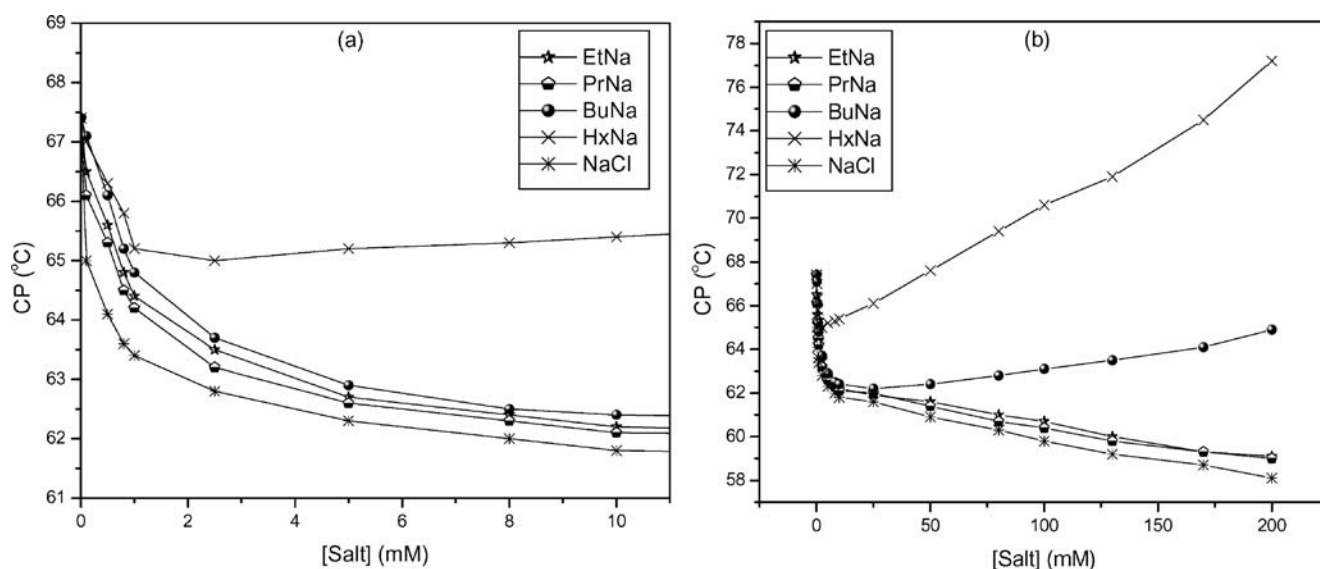 (a)
EtNa
PrNa
BuNa
HxNa
NaCl
CP (°C)
69
68
67
66
65
64
63
62
61
0
2
4
6
8
10
[Salt] (mM)
(b)
EtNa
PrNa
BuNa
HxNa
NaCl
CP (°C)
78
76
74
72
70
68
66
64
62
60
58
0
50
100
150
200
[Salt] (mM)